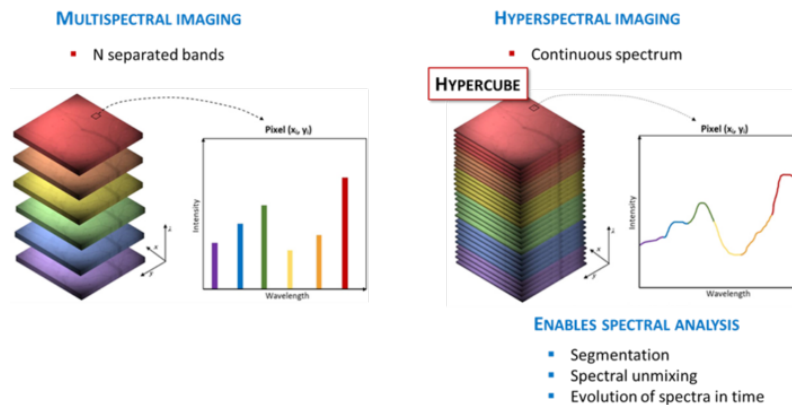 MULTISPECTRAL IMAGING
N separated bands
Pixel (xᵢ, yᵢ)
Intensity
Wavelength
z
x
y
HYPERSPECTRAL IMAGING
Continuous spectrum
HYPERCUBE
Pixel (xᵢ, yᵢ)
Intensity
Wavelength
z
x
y
ENABLES SPECTRAL ANALYSIS
Segmentation
Spectral unmixing
Evolution of spectra in time